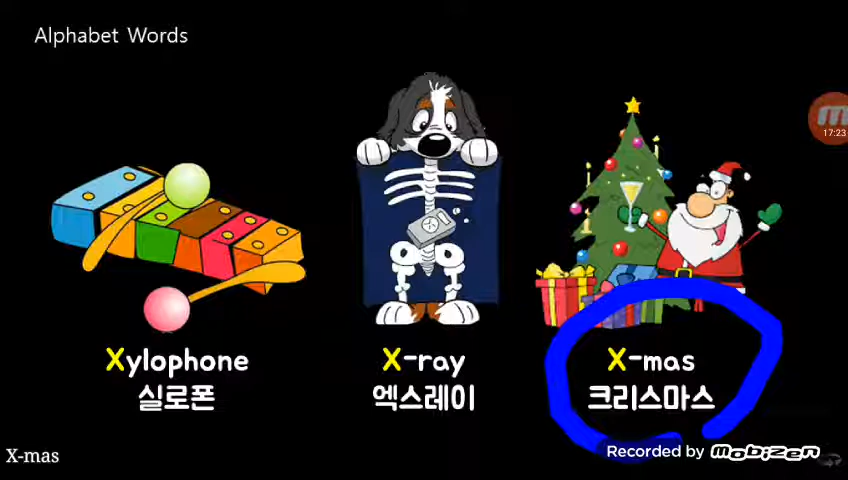 Alphabet Words
17:23
Xylophone
실로폰
X-ray
엑스레이
X-mas
크리스마스
X-mas
Recorded by mobizen